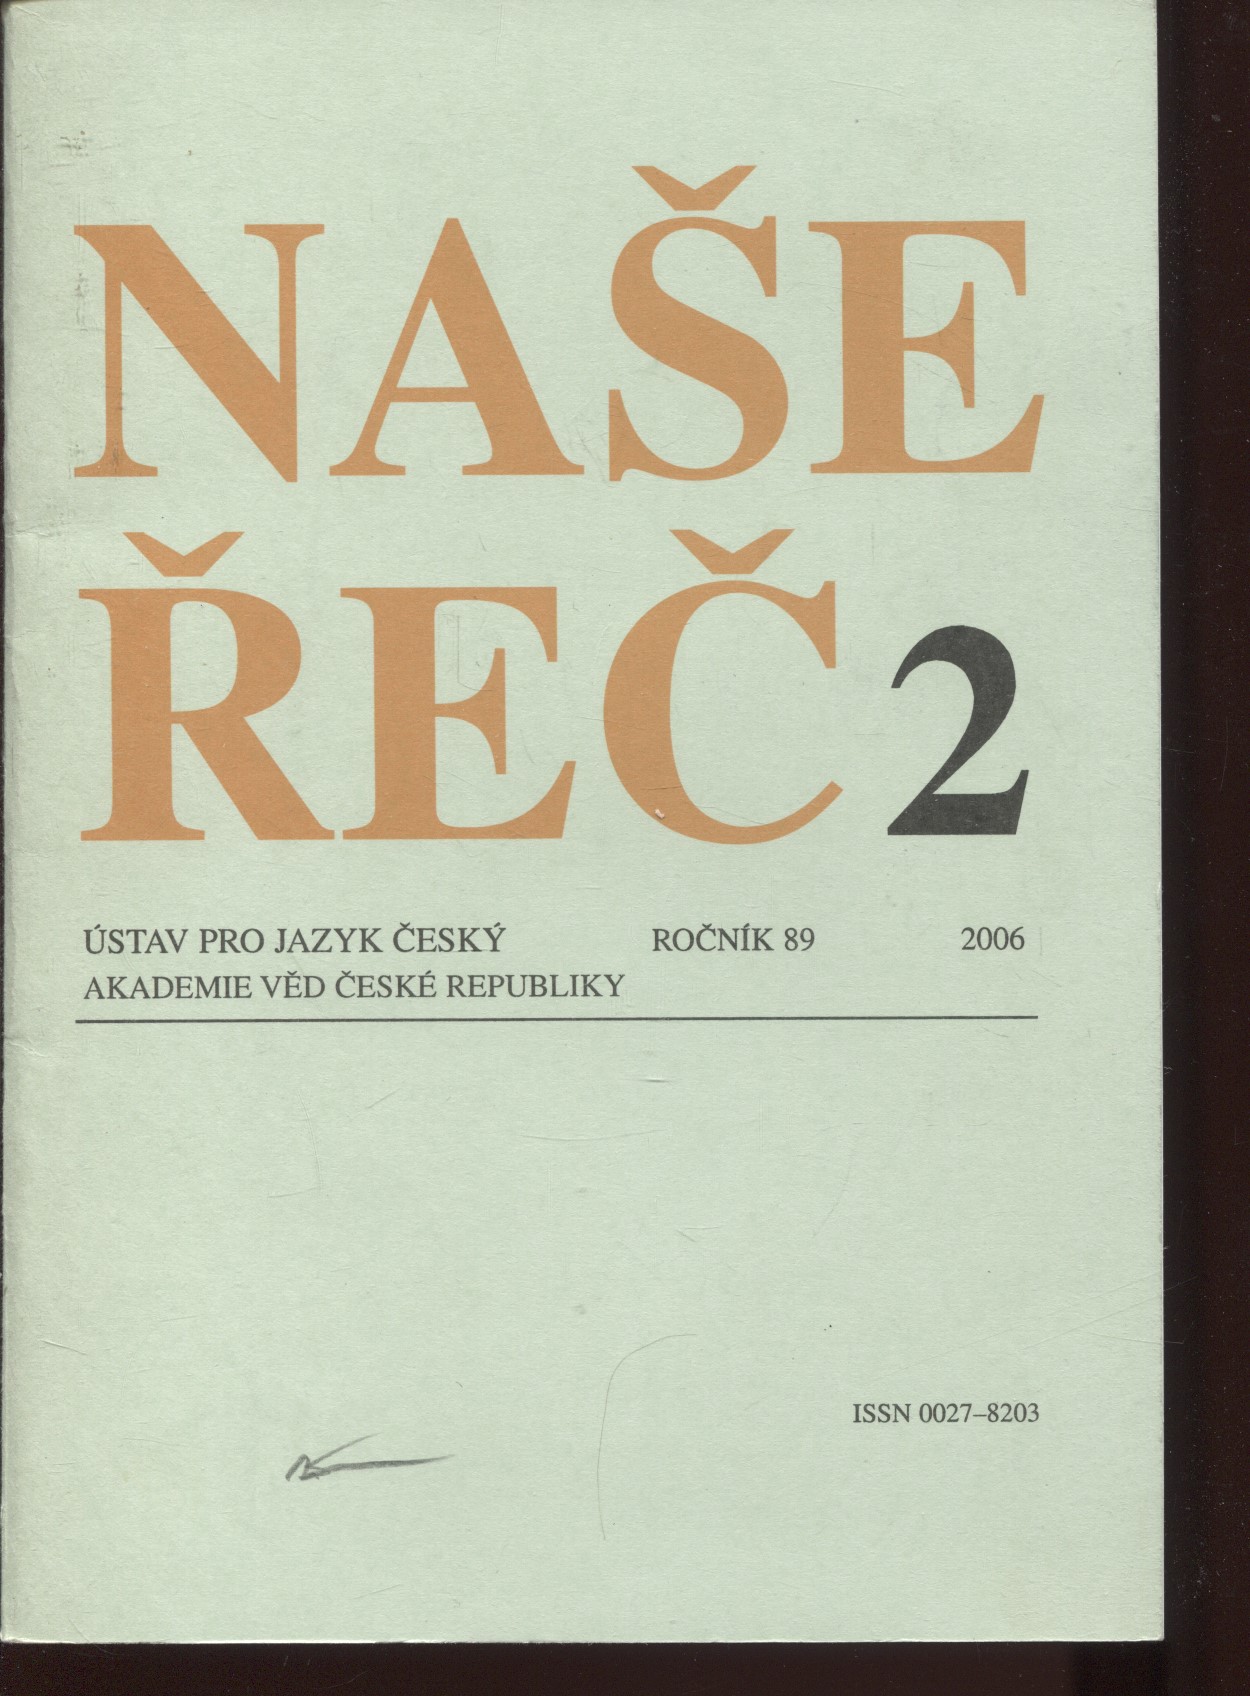 NAŠE
ŘEČ 2
ÚSTAV PRO JAZYK ČESKÝ ROČNÍK 89 2006
AKADEMIE VĚD ČESKÉ REPUBLIKY
ISSN 0027–8203